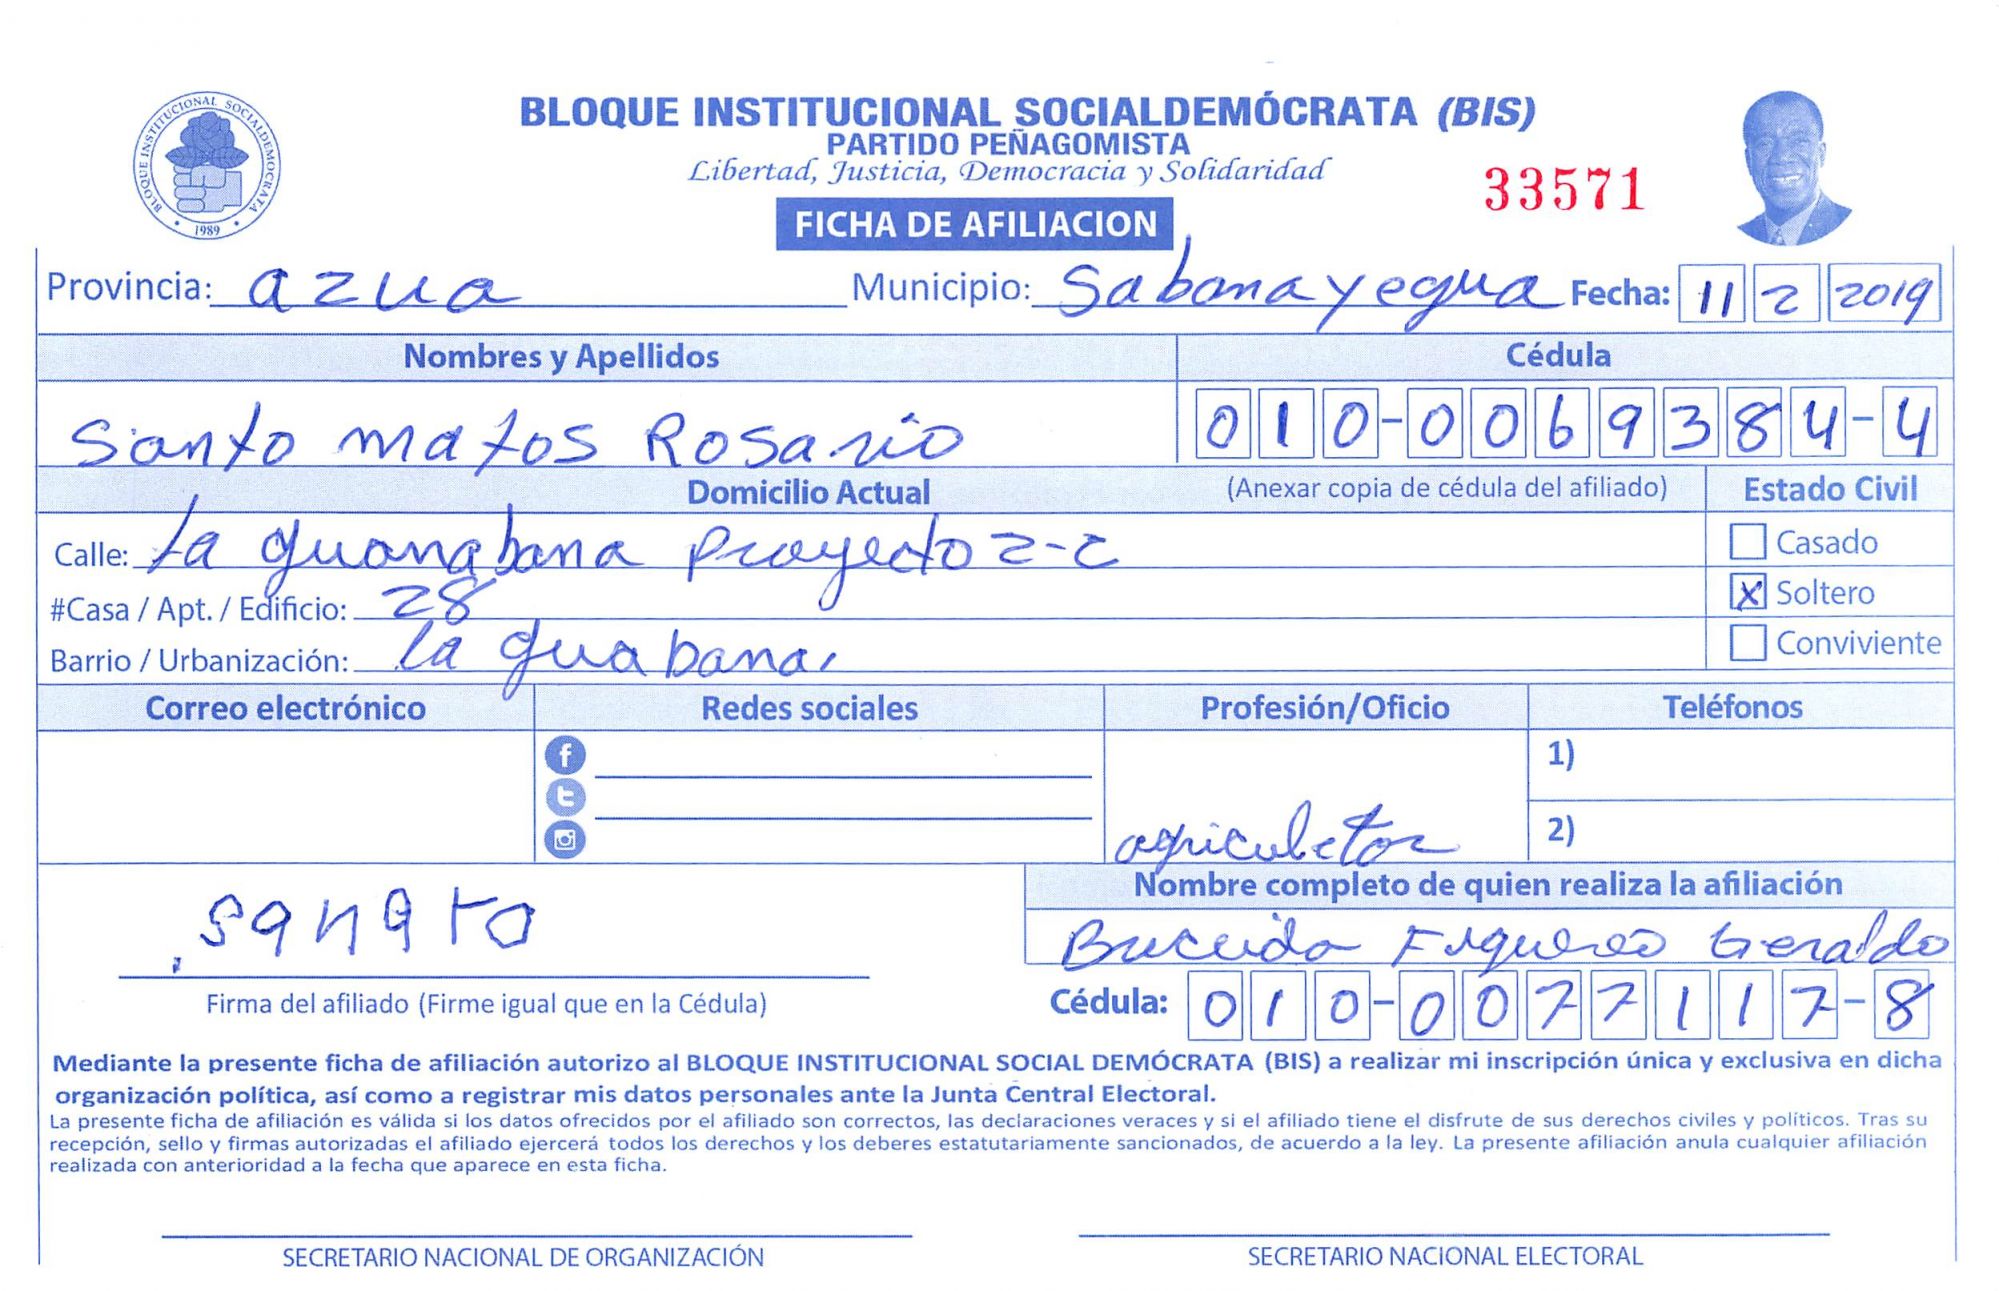 BLOQUE INSTITUCIONAL SOCIALDEMOCRATA
1989
BLOQUE INSTITUCIONAL SOCIALDEMÓCRATA (BIS)
PARTIDO PEÑAGOMISTA
Libertad, Justicia, Democracia y Solidaridad
33571
FICHA DE AFILIACION
Provincia: azua Municipio: Sabana yegua Fecha: 11 2 2019
Nombres y Apellidos Cédula
Santo matos Rosario 010-0069384-4
Domicilio Actual (Anexar copia de cédula del afiliado) Estado Civil
Calle: La guanabana proyecto 2-c Casado
#Casa / Apt. / Edificio: 28 X Soltero
Barrio / Urbanización: la guabana Conviviente
Correo electrónico Redes sociales Profesión/Oficio Teléfonos
1)
agricultor 2)
Nombre completo de quien realiza la afiliación
Figuereo Geraldo
Firma del afiliado (Firme igual que en la Cédula) Cédula: 010-0077117-8
Mediante la presente ficha de afiliación autorizo al BLOQUE INSTITUCIONAL SOCIAL DEMÓCRATA (BIS) a realizar mi inscripción única y exclusiva en dicha
organización política, así como a registrar mis datos personales ante la Junta Central Electoral.
La presente ficha de afiliación es válida si los datos ofrecidos por el afiliado son correctos, las declaraciones veraces y si el afiliado tiene el disfrute de sus derechos civiles y políticos. Tras su
recepción, sello y firmas autorizadas el afiliado ejercerá todos los derechos y los deberes estatutariamente sancionados, de acuerdo a la ley. La presente afiliación anula cualquier afiliación
realizada con anterioridad a la fecha que aparece en esta ficha.
SECRETARIO NACIONAL DE ORGANIZACIÓN SECRETARIO NACIONAL ELECTORAL